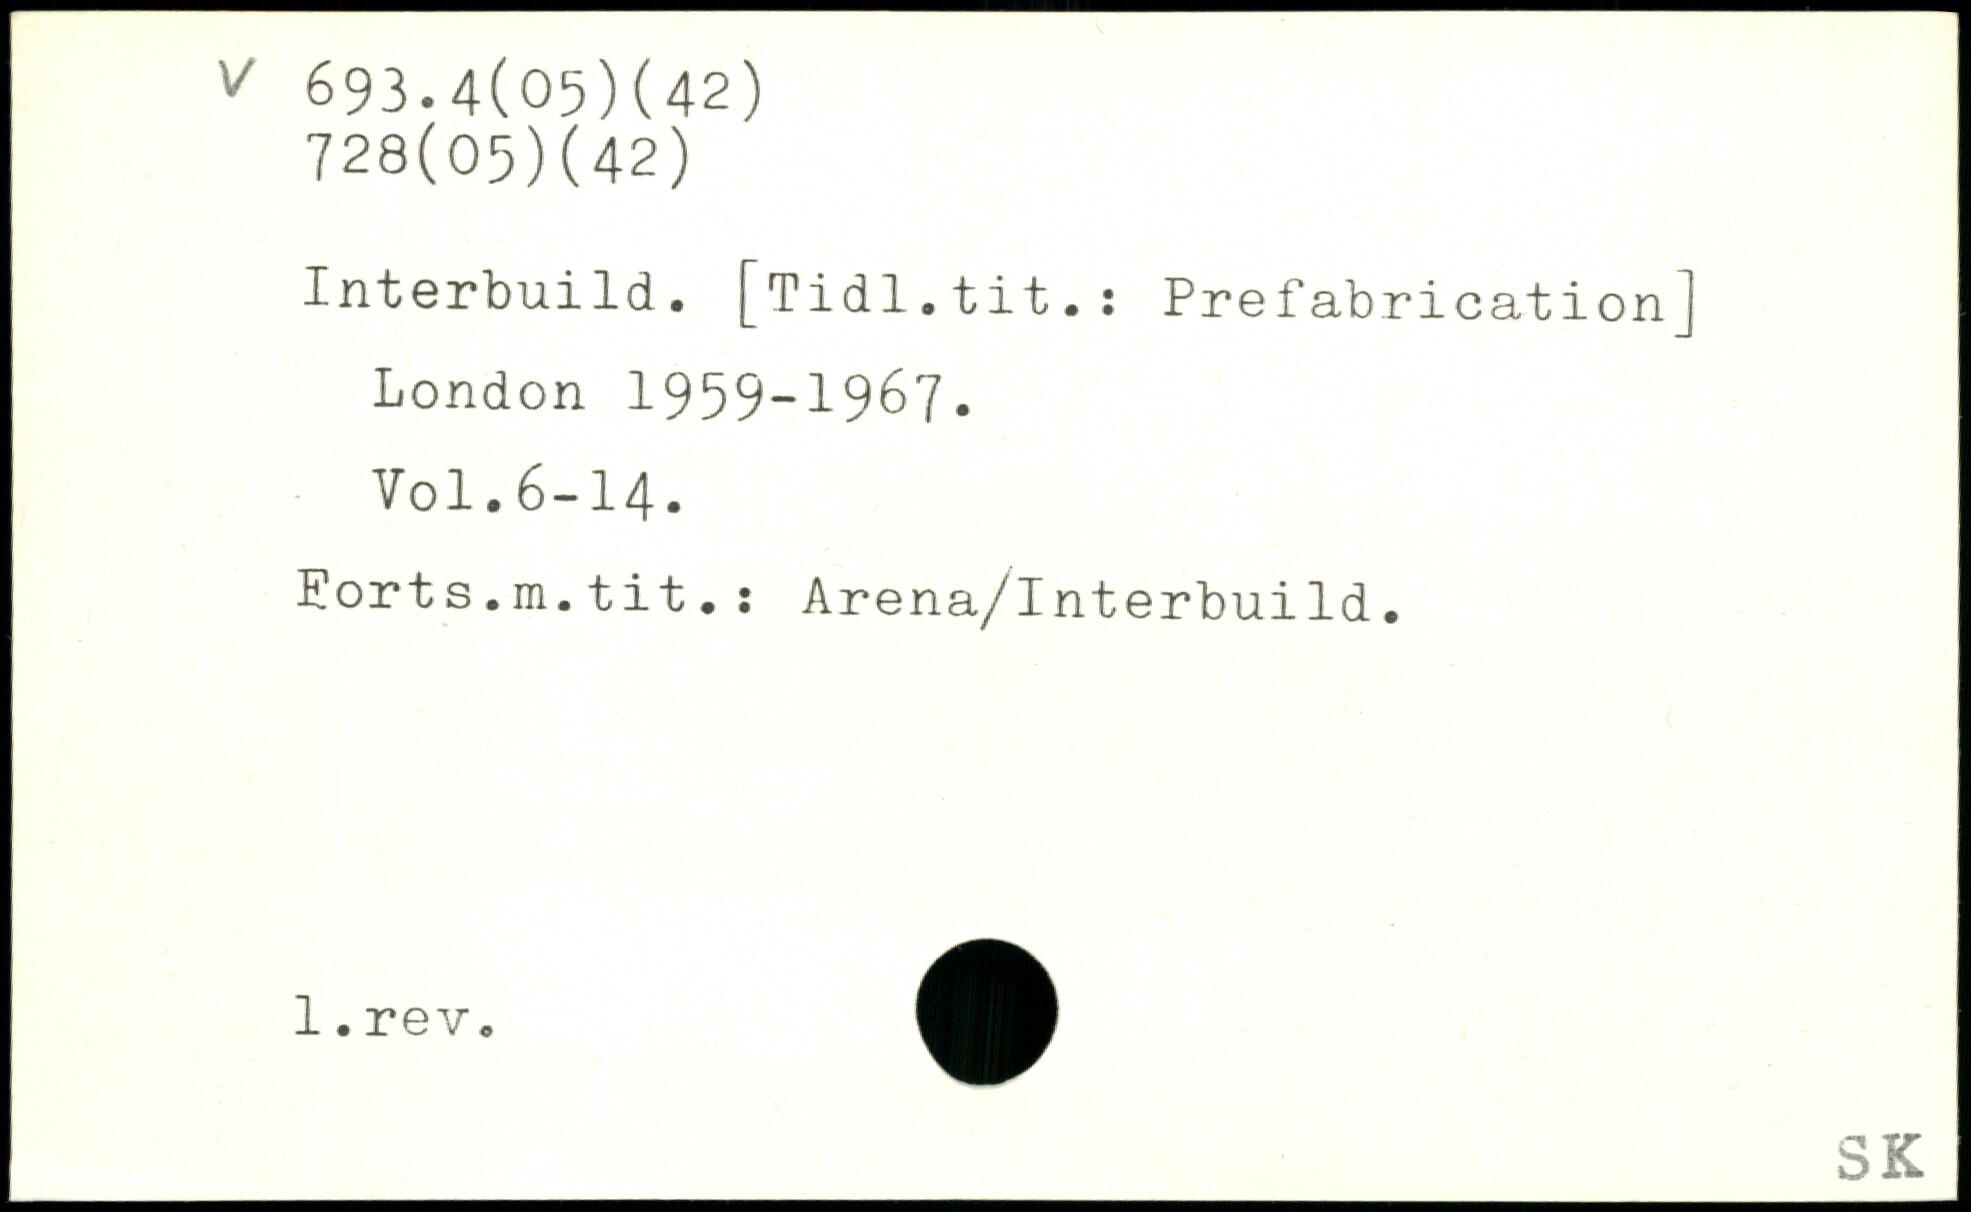 V 693.4(05)(42)
728(05)(42)
Interbuild. [Tidl.tit.: Prefabrication]
London 1959-1967.
Vol.6-14.
Forts.m.tit.: Arena/Interbuild.
1.rev.
SK